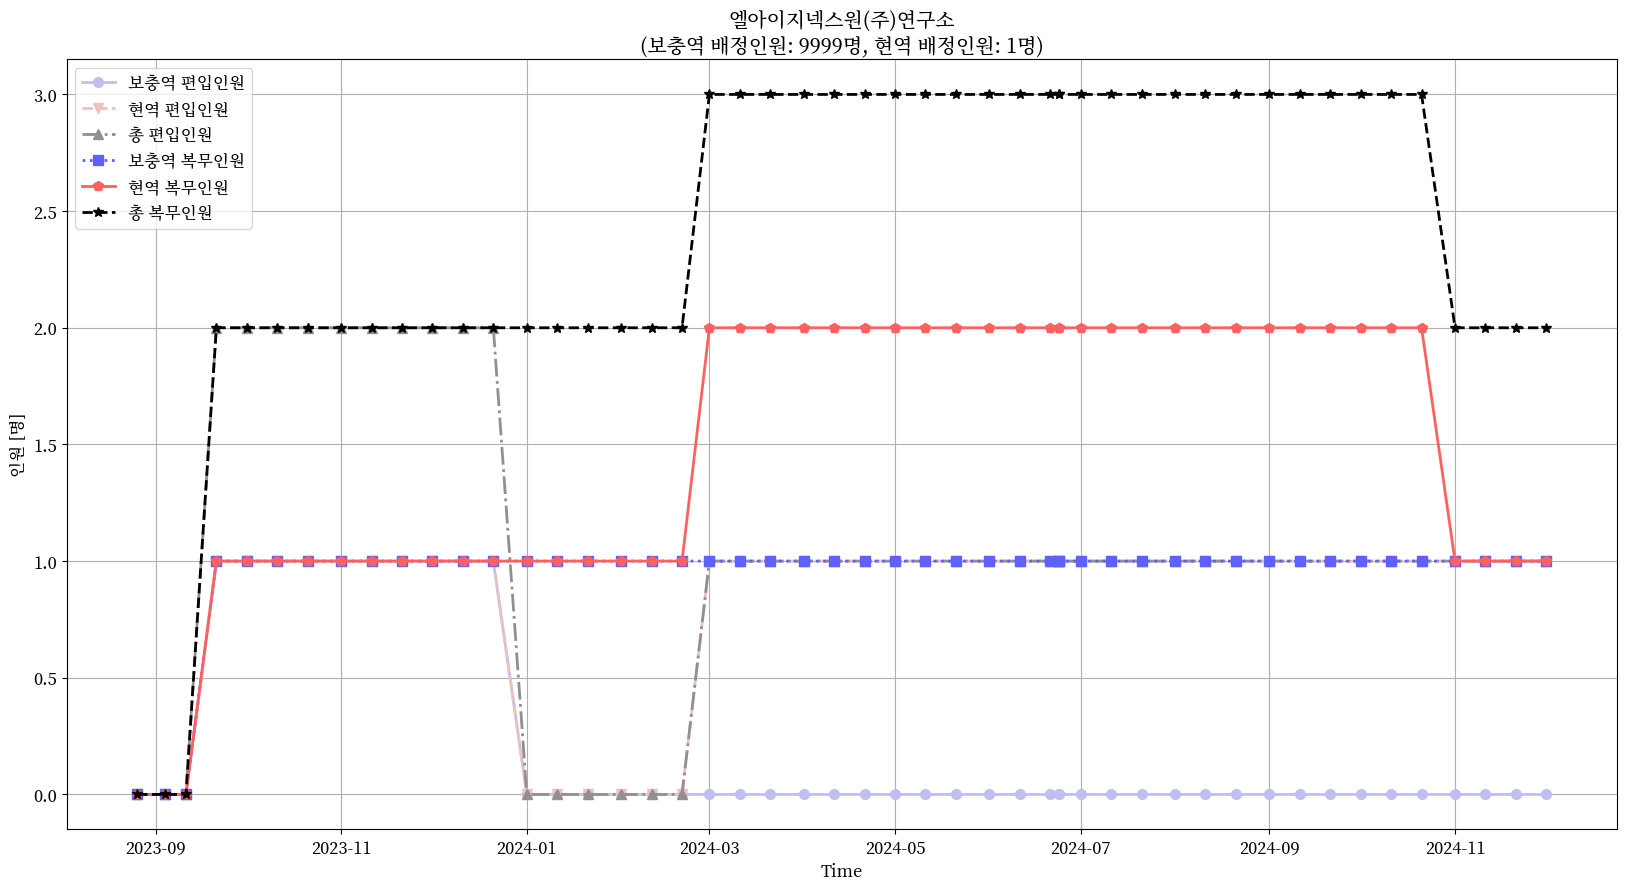 엘아이지넥스원(주)연구소
(보충역 배정인원: 9999명, 현역 배정인원: 1명)
보충역 편입인원
현역 편입인원
총 편입인원
보충역 복무인원
현역 복무인원
총 복무인원
3.0
2.5
2.0
1.5
1.0
0.5
0.0
인원 [명]
2023-09 2023-11 2024-01 2024-03 2024-05 2024-07 2024-09 2024-11
Time